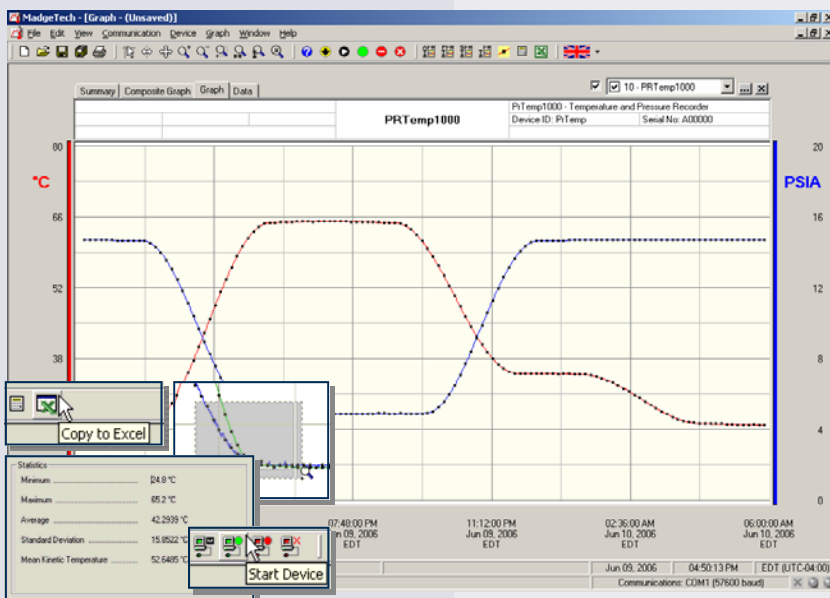 MadgeTech - [Graph - (Unsaved)]
File Edit View Communication Device Graph Window Help
Summary Composite Graph Graph Data
10 - PRTemp1000
PRTemp1000
PrTemp1000 - Temperature and Pressure Recorder
Device ID: PrTemp Serial No: A00000
80 20
°C PSIA
66 16
52 12
38 8
Copy to Excel
4
Statistics
Minimum 24.8 °C
Maximum 65.2 °C
Average 42.2939 °C
Standard Deviation 15.8522 °C
Mean Kinetic Temperature 52.6485 °C
0
07:48:00 PM 11:12:00 PM 02:36:00 AM 06:00:00 AM
Jun 09, 2006 Jun 09, 2006 Jun 10, 2006 Jun 10, 2006
EDT EDT EDT EDT
Start Device
Jun 09, 2006 04:50:13 PM EDT (UTC-04:00)
Communications: COM1 (57600 baud)